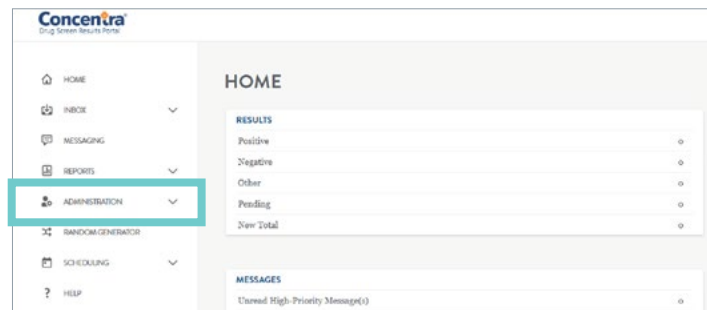 Concentra
Drug Screen Results Portal
HOME
INBOX
MESSAGING
REPORTS
ADMINISTRATION
RANDOM GENERATOR
SCHEDULING
HELP
HOME
RESULTS
Positive 0
Negative 0
Other 0
Pending 0
New Total 0
MESSAGES
Unread High-Priority Message(s) 0